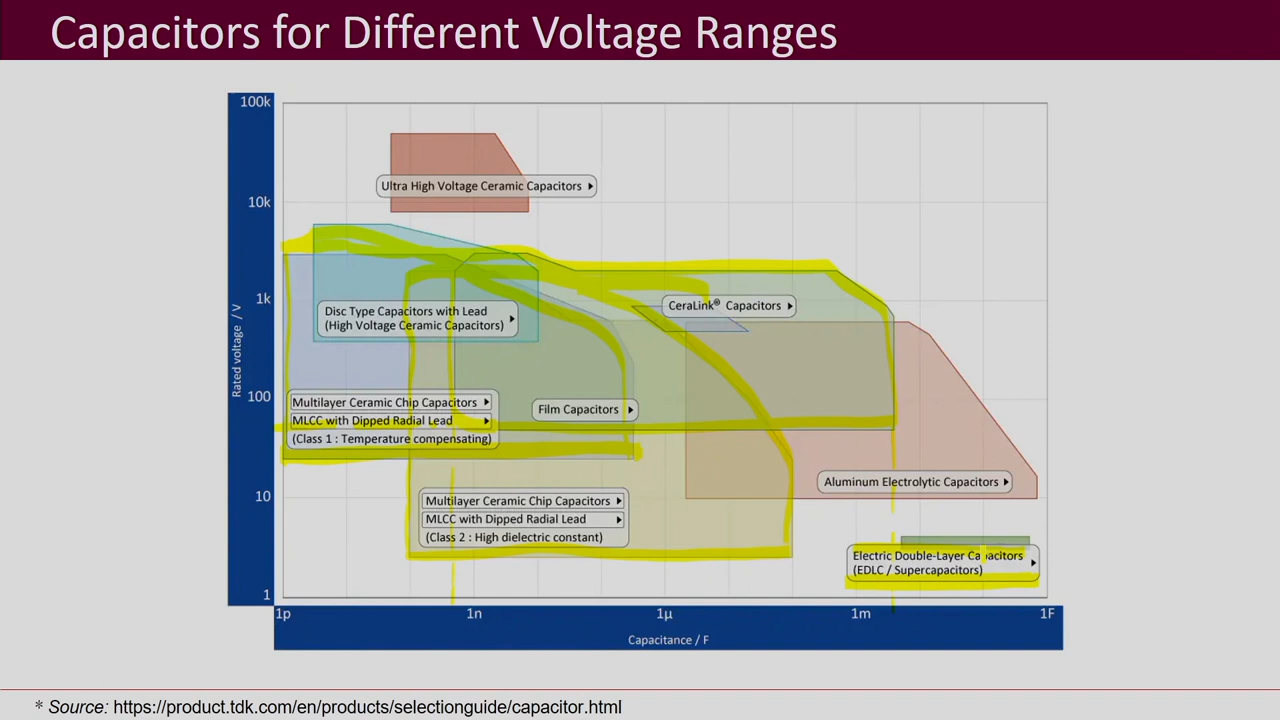 Capacitors for Different Voltage Ranges
100k
10k
1k
100
10
1
Rated voltage / V
Ultra High Voltage Ceramic Capacitors
Disc Type Capacitors with Lead
(High Voltage Ceramic Capacitors)
CeraLink® Capacitors
Multilayer Ceramic Chip Capacitors
MLCC with Dipped Radial Lead
(Class 1 : Temperature compensating)
Film Capacitors
Aluminum Electrolytic Capacitors
Multilayer Ceramic Chip Capacitors
MLCC with Dipped Radial Lead
(Class 2 : High dielectric constant)
Electric Double-Layer Capacitors
(EDLC / Supercapacitors)
1p 1n 1µ 1m 1F
Capacitance / F
* Source: https://product.tdk.com/en/products/selectionguide/capacitor.html